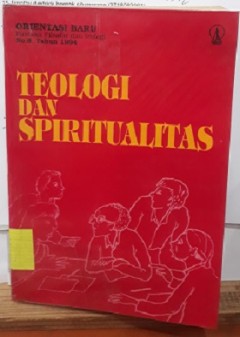 ORIENTASI BARU
No. 8, Tahun 1994
TEOLOGI
DAN
SPIRITUALITAS